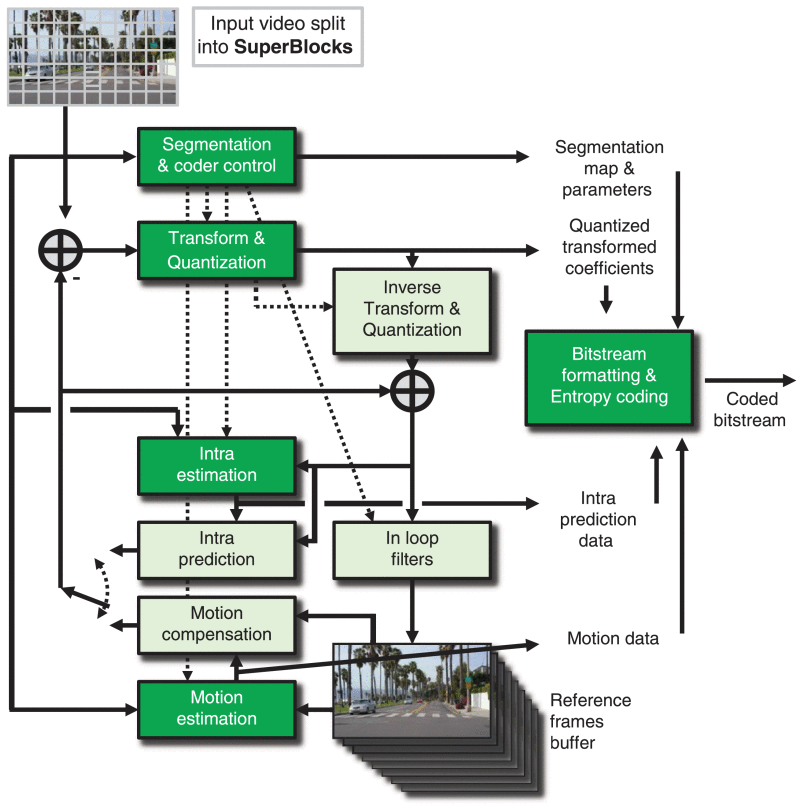 Input video split
into SuperBlocks
Segmentation
& coder control
Segmentation
map &
parameters
Transform &
Quantization
Quantized
transformed
coefficients
-
Inverse
Transform &
Quantization
Bitstream
formatting &
Entropy coding
Coded
bitstream
Intra
estimation
Intra
prediction
data
Intra
prediction
In loop
filters
Motion
compensation
Motion data
Motion
estimation
Reference
frames
buffer